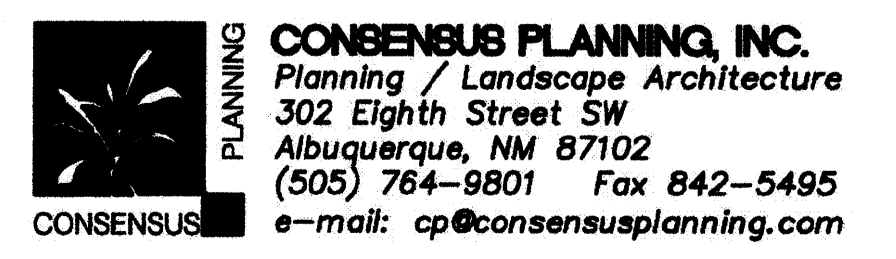 PLANNING
CONSENSUS
CONSENSUS PLANNING, INC.
Planning / Landscape Architecture
302 Eighth Street SW
Albuquerque, NM 87102
(505) 764-9801 Fax 842-5495
e-mail: cp@consensusplanning.com